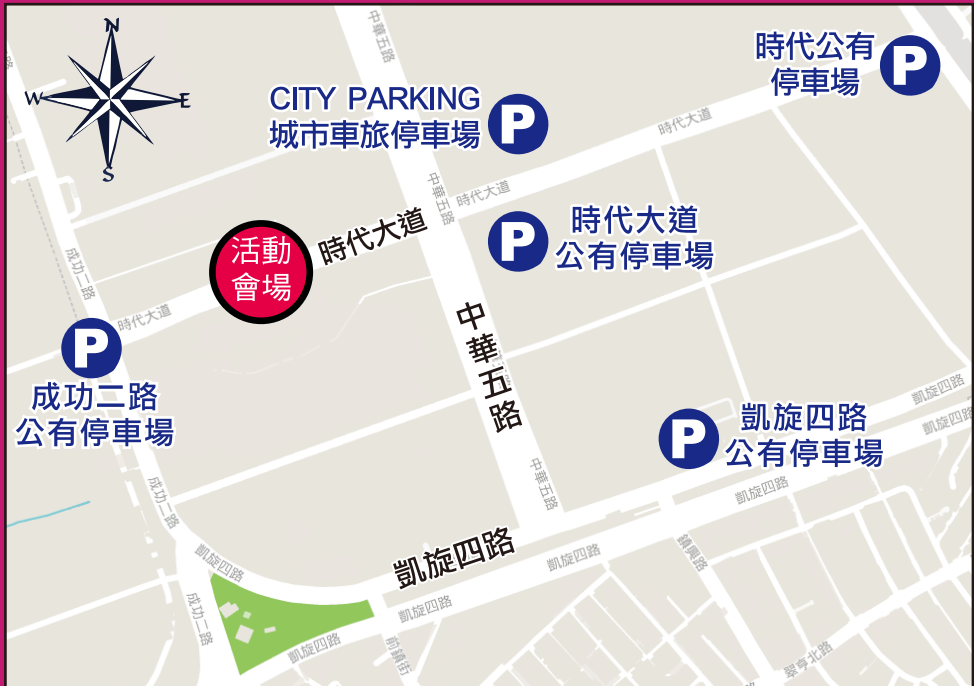 N
W
E
S
中華五路
時代公有
停車場
P
CITY PARKING
城市車旅停車場
P
時代大道
中華五路
時代大道
時代大道
P
時代大道
公有停車場
活動
會場
成功二路
時代大道
P
成功二路
公有停車場
中華五路
凱旋四路
凱旋四路
P
凱旋四路
公有停車場
中華五路
凱旋四路
成功二路
凱旋四路
凱旋四路
凱旋四路
鎮興路
成功二路
凱旋四路
凱旋四路
前鎮街
翠亨北路